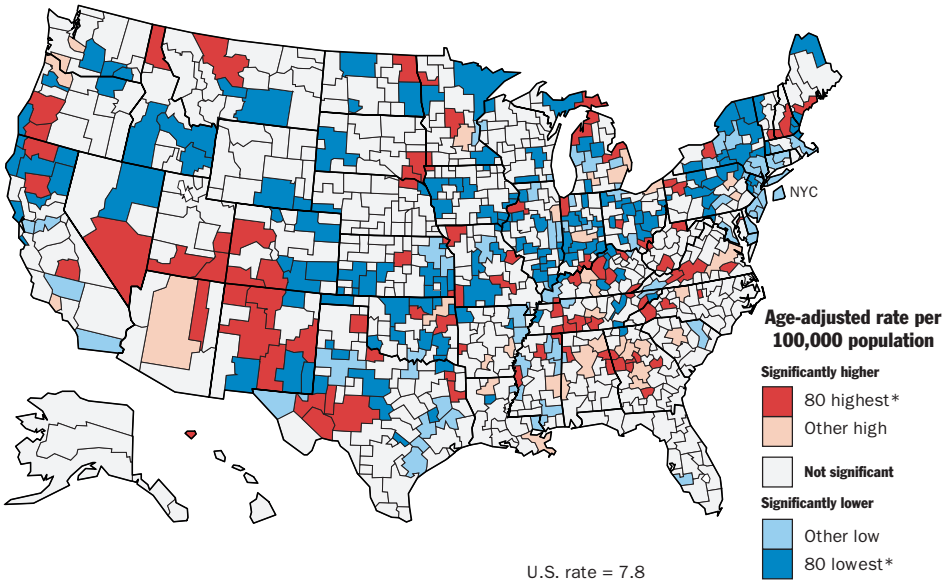 NYC
Age-adjusted rate per
100,000 population
Significantly higher
80 highest*
Other high
Not significant
Significantly lower
Other low
80 lowest*
U.S. rate = 7.8